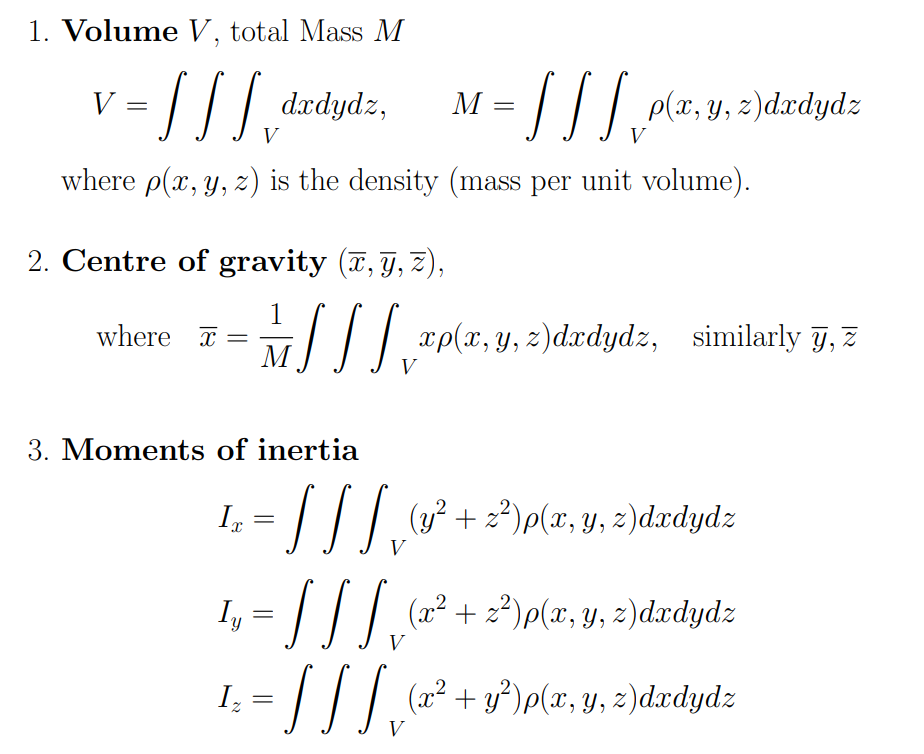 1. Volume V, total Mass M
V = ∫∫∫_V dxdydz, M = ∫∫∫_V ρ(x, y, z)dxdydz
where ρ(x, y, z) is the density (mass per unit volume).
2. Centre of gravity (x̅, y̅, z̅),
where x̅ = 1/M ∫∫∫_V xρ(x, y, z)dxdydz, similarly y̅, z̅
3. Moments of inertia
I_x = ∫∫∫_V (y² + z²)ρ(x, y, z)dxdydz
I_y = ∫∫∫_V (x² + z²)ρ(x, y, z)dxdydz
I_z = ∫∫∫_V (x² + y²)ρ(x, y, z)dxdydz